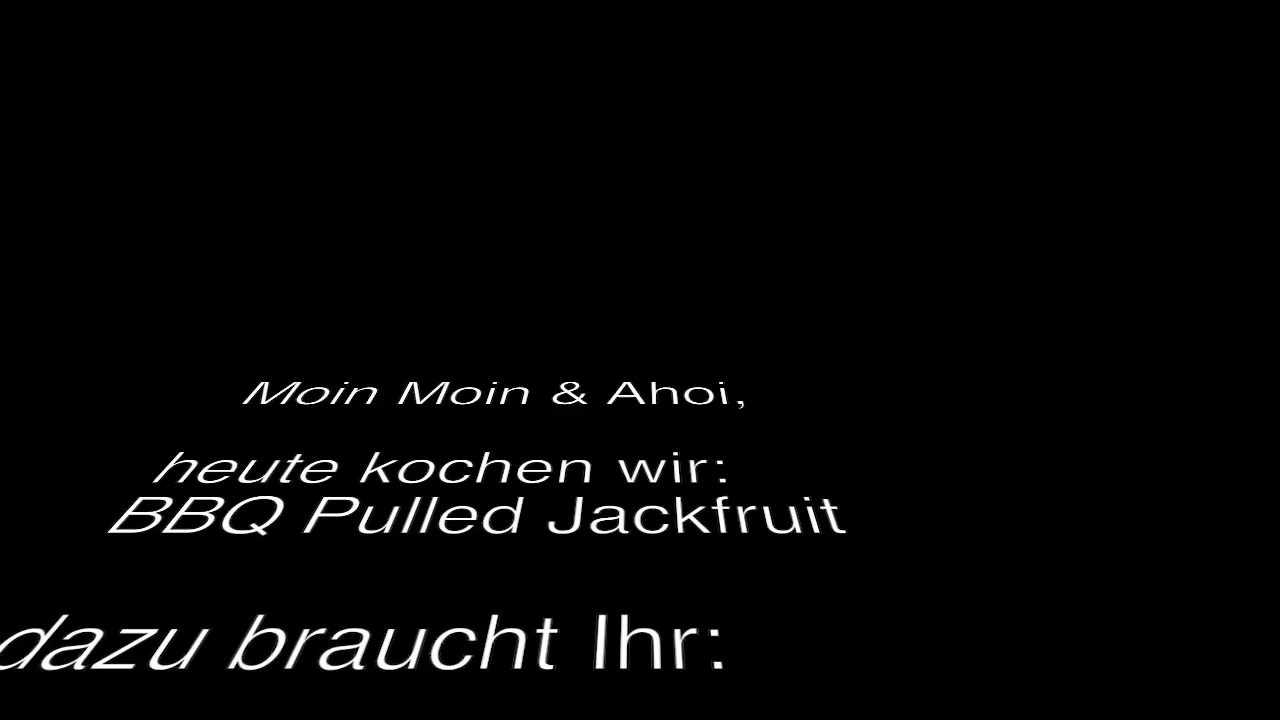 Moin Moin & Ahoi,
heute kochen wir:
BBQ Pulled Jackfruit
dazu braucht Ihr: